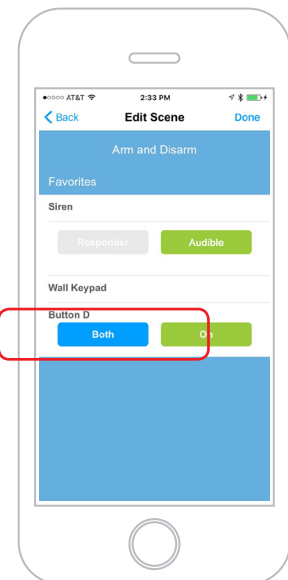 AT&T 2:33 PM
Back Edit Scene Done
Arm and Disarm
Favorites
Siren
Responder Audible
Wall Keypad
Button D
Both On